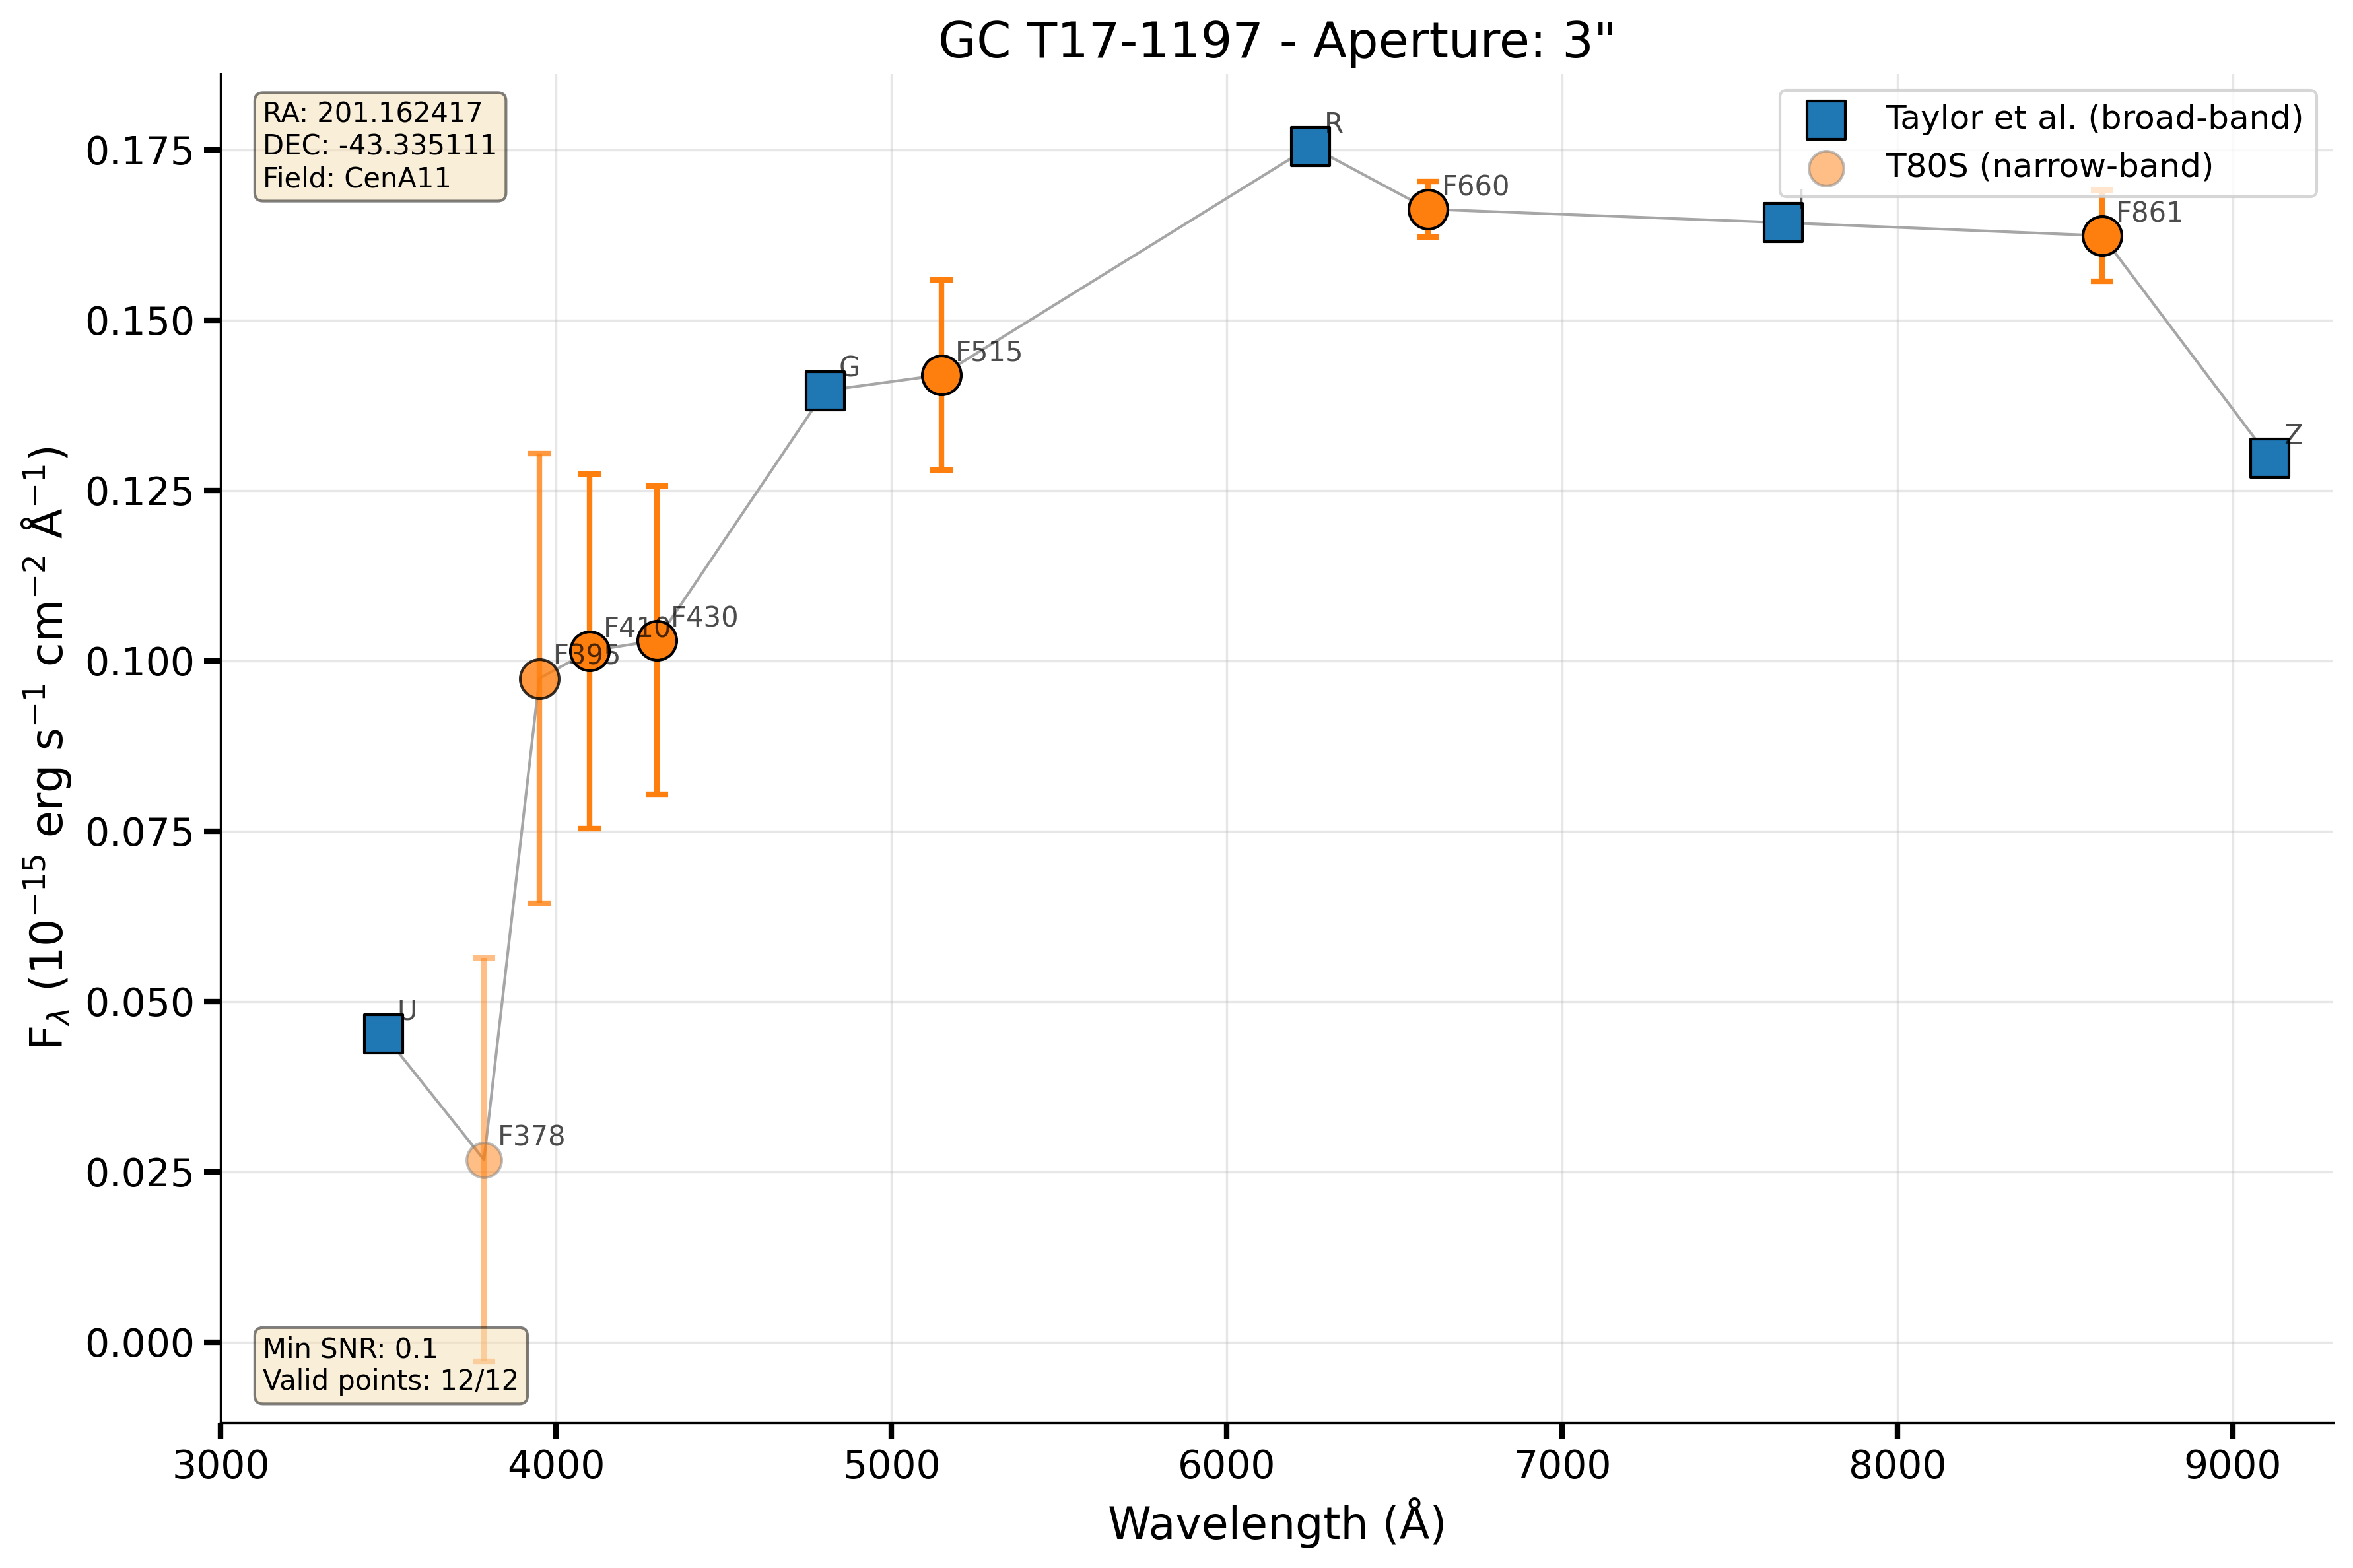 GC T17-1197 - Aperture: 3"
RA: 201.162417
DEC: -43.335111
Field: CenA11
Taylor et al. (broad-band)
T80S (narrow-band)
R
F660
I
F861
G
F515
Z
F430
F410
F395
U
F378
Min SNR: 0.1
Valid points: 12/12
0.175
0.150
0.125
0.100
0.075
0.050
0.025
0.000
Fλ (10⁻¹⁵ erg s⁻¹ cm⁻² Å⁻¹)
3000 4000 5000 6000 7000 8000 9000
Wavelength (Å)